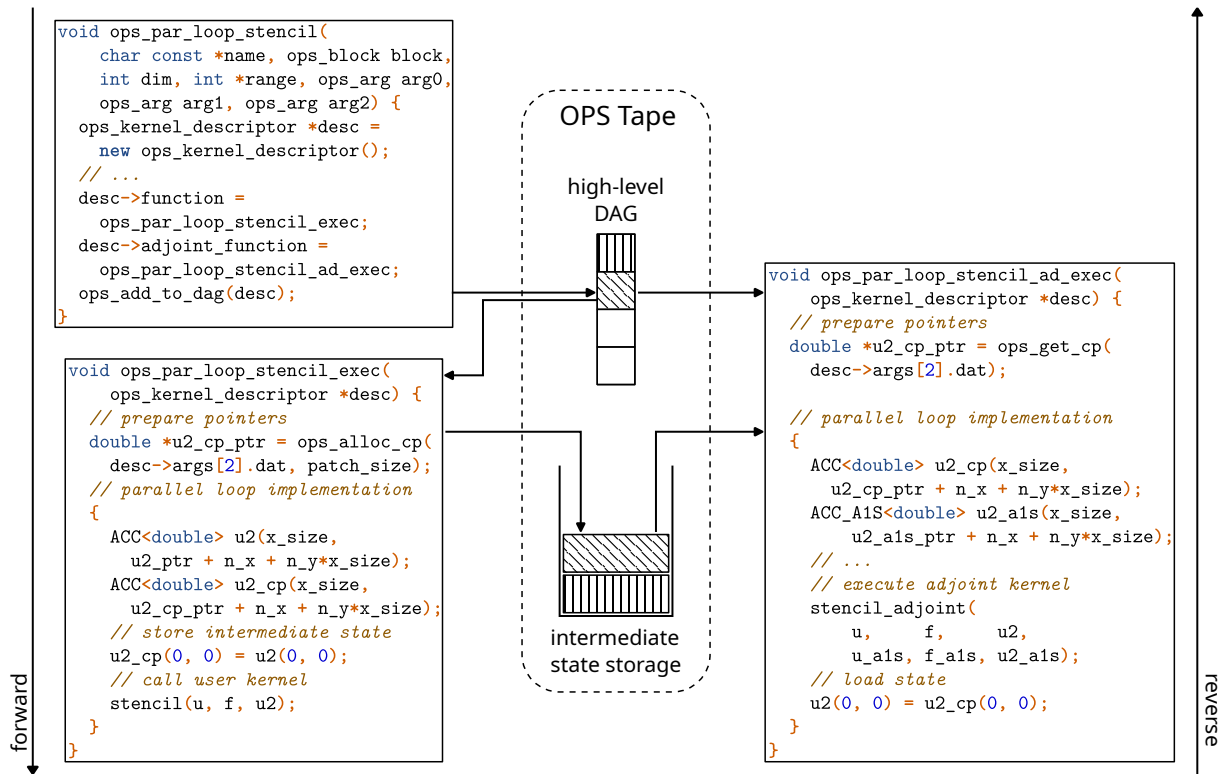 void ops_par_loop_stencil(
    char const *name, ops_block block,
    int dim, int *range, ops_arg arg0,
    ops_arg arg1, ops_arg arg2) {
  ops_kernel_descriptor *desc =
    new ops_kernel_descriptor();
  // ...
  desc->function =
    ops_par_loop_stencil_exec;
  desc->adjoint_function =
    ops_par_loop_stencil_ad_exec;
  ops_add_to_dag(desc);
}
void ops_par_loop_stencil_exec(
    ops_kernel_descriptor *desc) {
  // prepare pointers
  double *u2_cp_ptr = ops_alloc_cp(
    desc->args[2].dat, patch_size);
  // parallel loop implementation
  {
    ACC<double> u2(x_size,
      u2_ptr + n_x + n_y*x_size);
    ACC<double> u2_cp(x_size,
      u2_cp_ptr + n_x + n_y*x_size);
    // store intermediate state
    u2_cp(0, 0) = u2(0, 0);
    // call user kernel
    stencil(u, f, u2);
  }
}
OPS Tape
high-level
DAG
intermediate
state storage
void ops_par_loop_stencil_ad_exec(
    ops_kernel_descriptor *desc) {
  // prepare pointers
  double *u2_cp_ptr = ops_get_cp(
    desc->args[2].dat);
  // parallel loop implementation
  {
    ACC<double> u2_cp(x_size,
      u2_cp_ptr + n_x + n_y*x_size);
    ACC_A1S<double> u2_a1s(x_size,
        u2_a1s_ptr + n_x + n_y*x_size);
    // ...
    // execute adjoint kernel
    stencil_adjoint(
        u,     f,     u2,
        u_a1s, f_a1s, u2_a1s);
    // load state
    u2(0, 0) = u2_cp(0, 0);
  }
}
forward
reverse